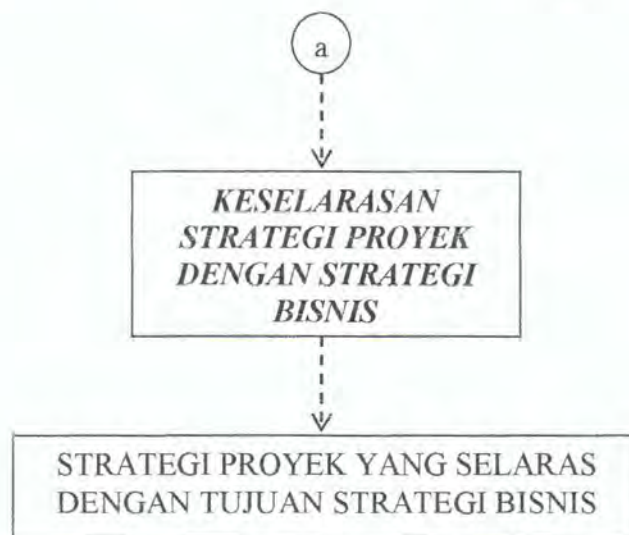 a
KESELARASAN
STRATEGI PROYEK
DENGAN STRATEGI
BISNIS
STRATEGI PROYEK YANG SELARAS
DENGAN TUJUAN STRATEGI BISNIS